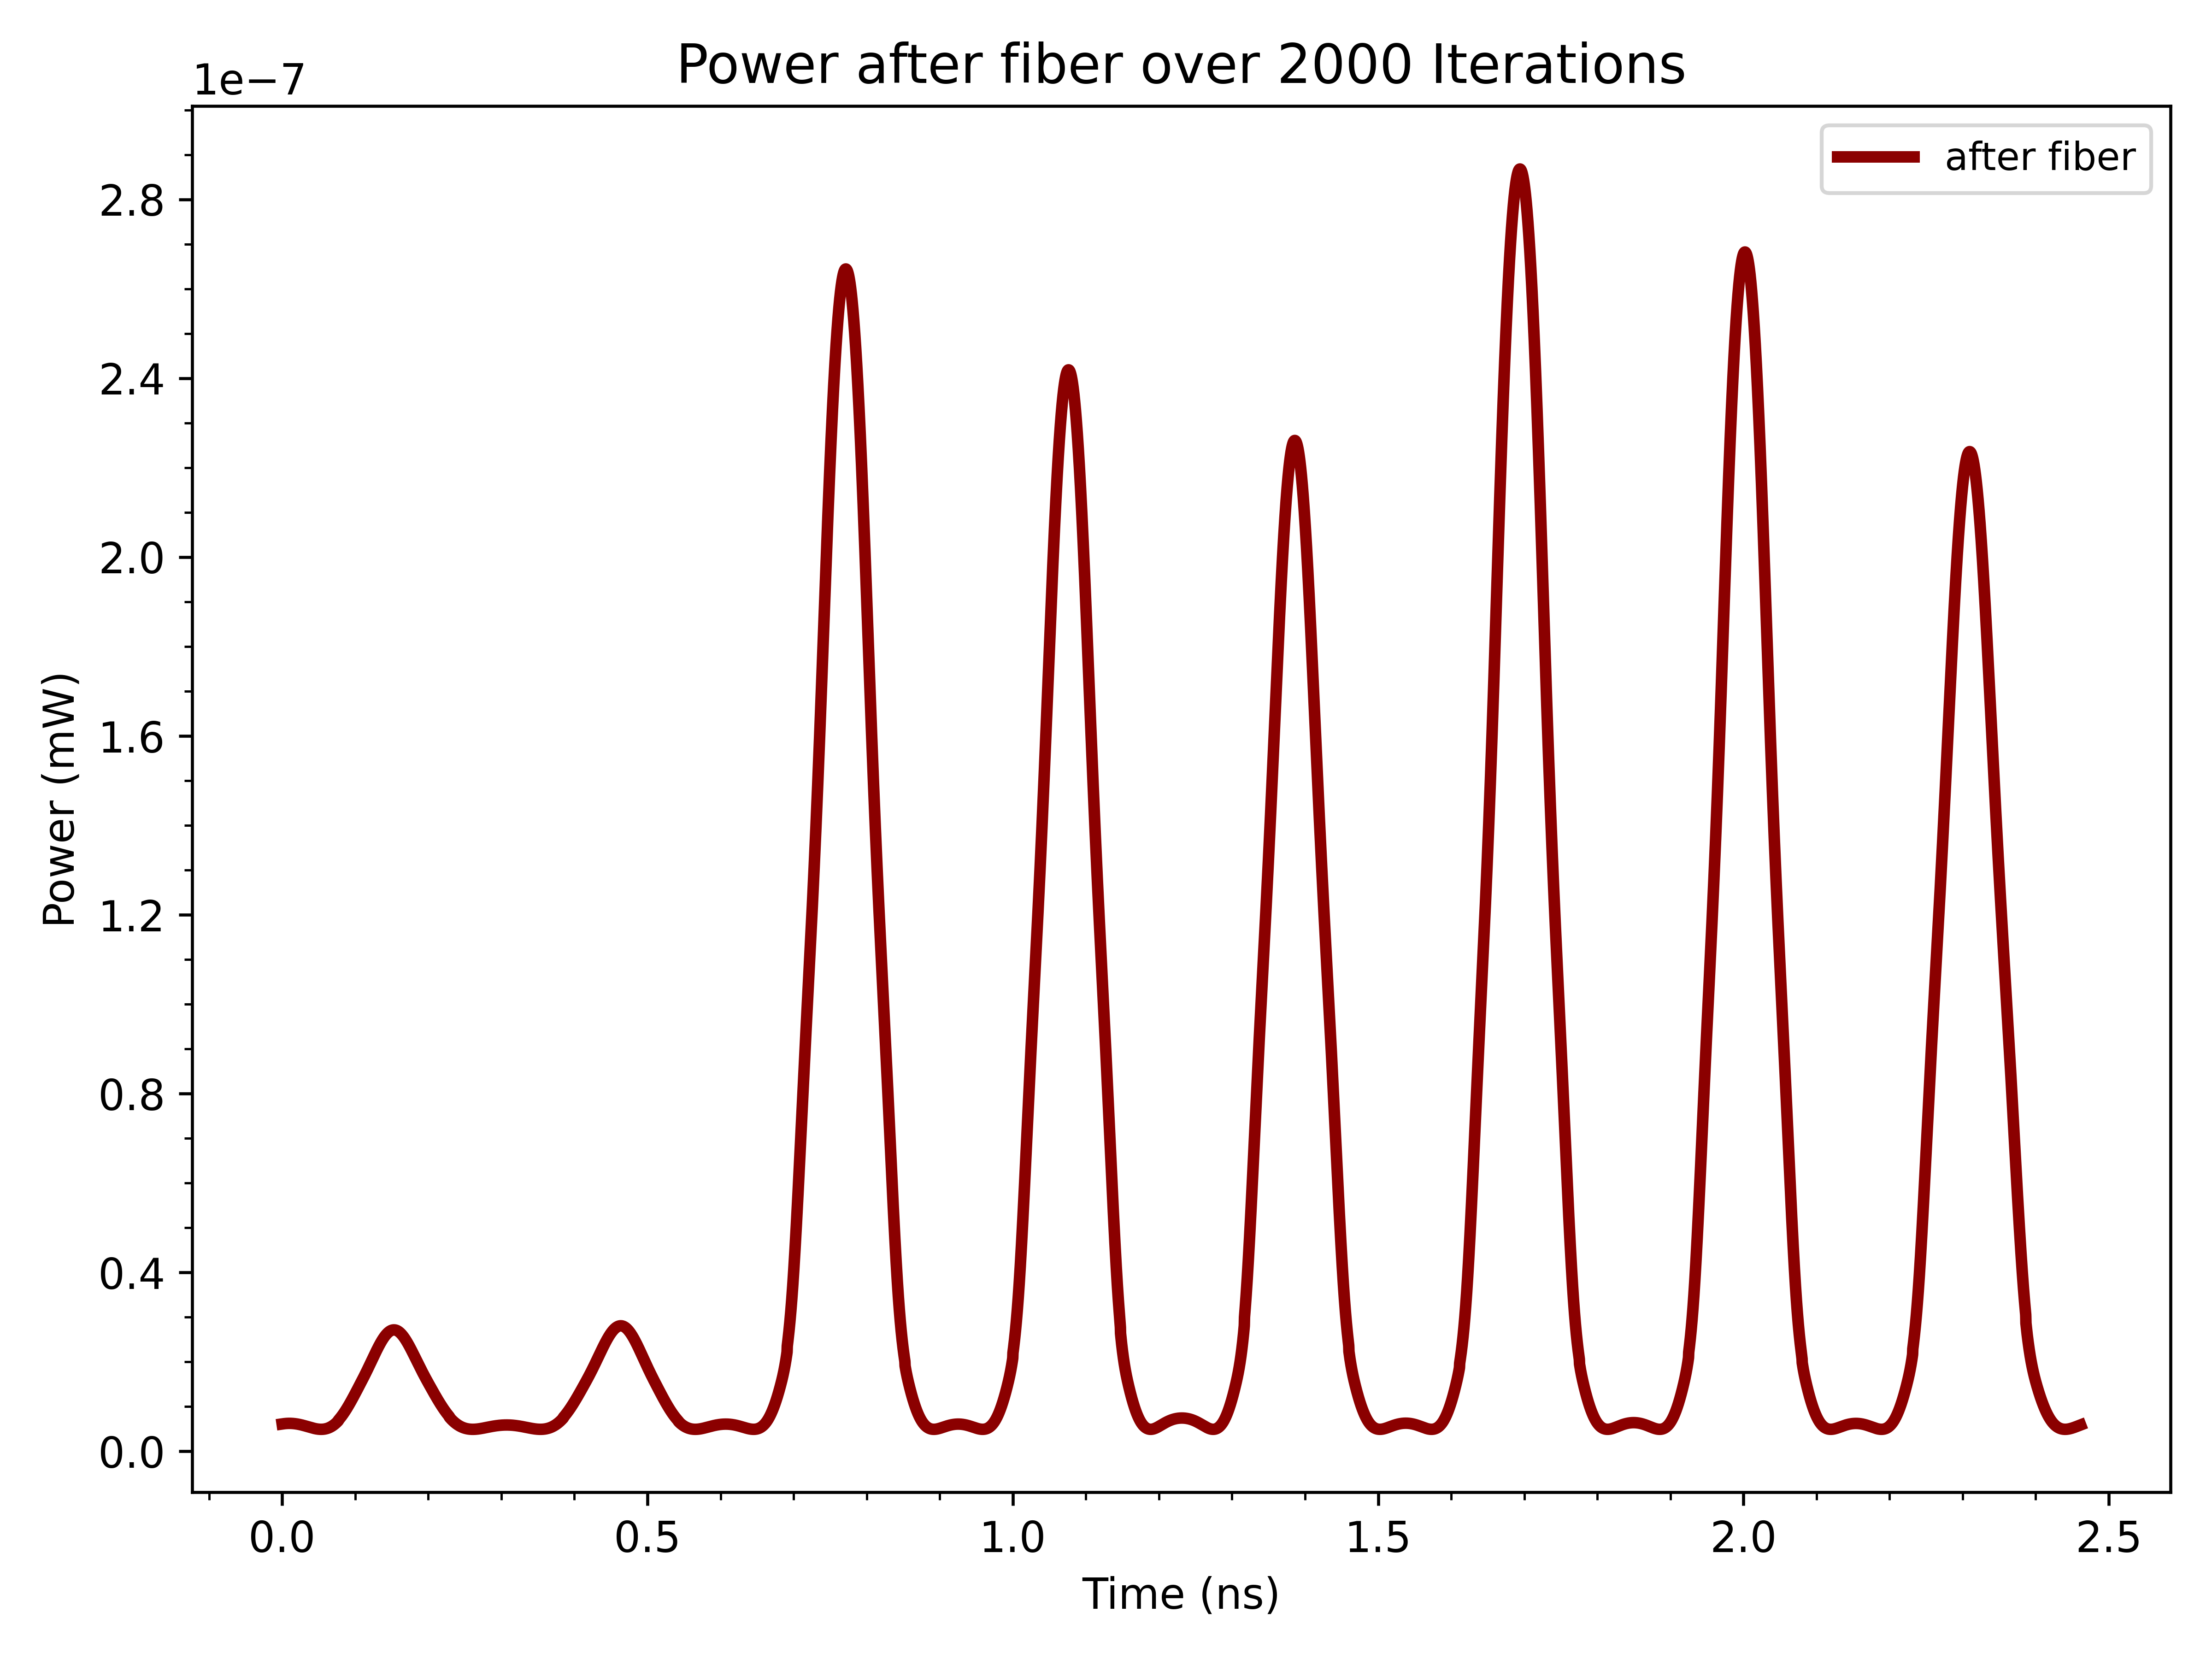 Power after fiber over 2000 Iterations
1e−7
after fiber
2.8
2.4
2.0
1.6
1.2
0.8
0.4
0.0
Power (mW)
0.0 0.5 1.0 1.5 2.0 2.5
Time (ns)